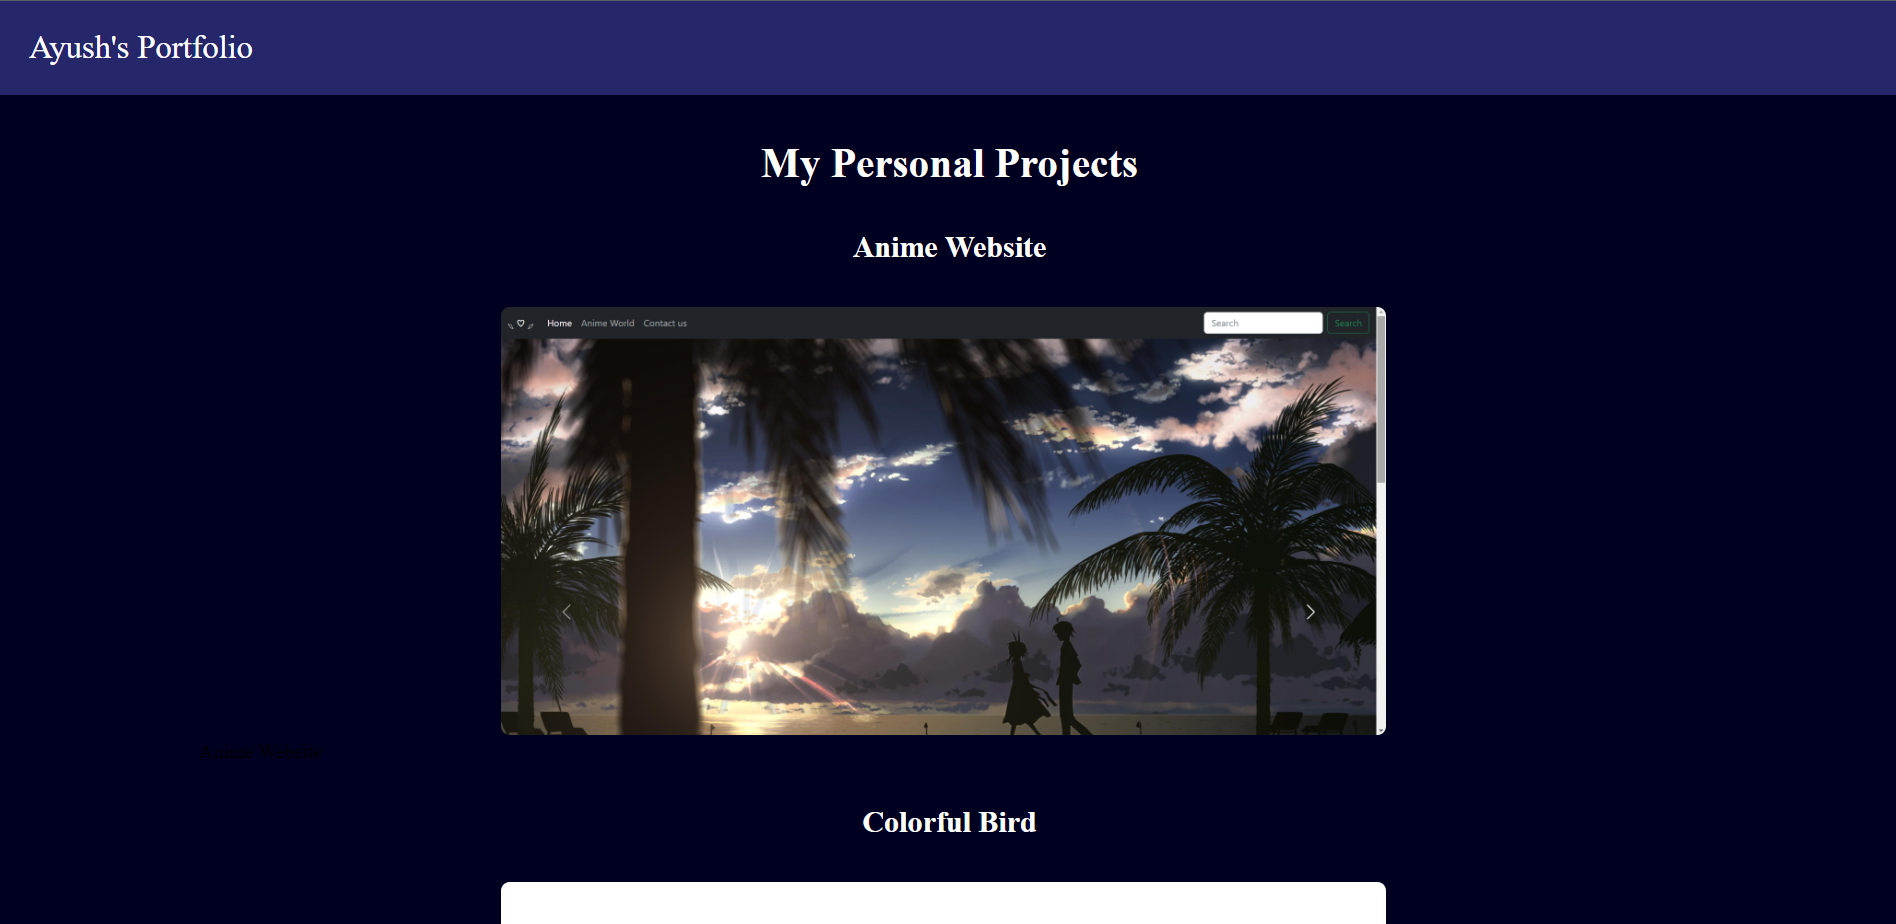 Ayush's Portfolio
My Personal Projects
Anime Website
Home Anime World Contact us Search Search
Anime Website
Colorful Bird